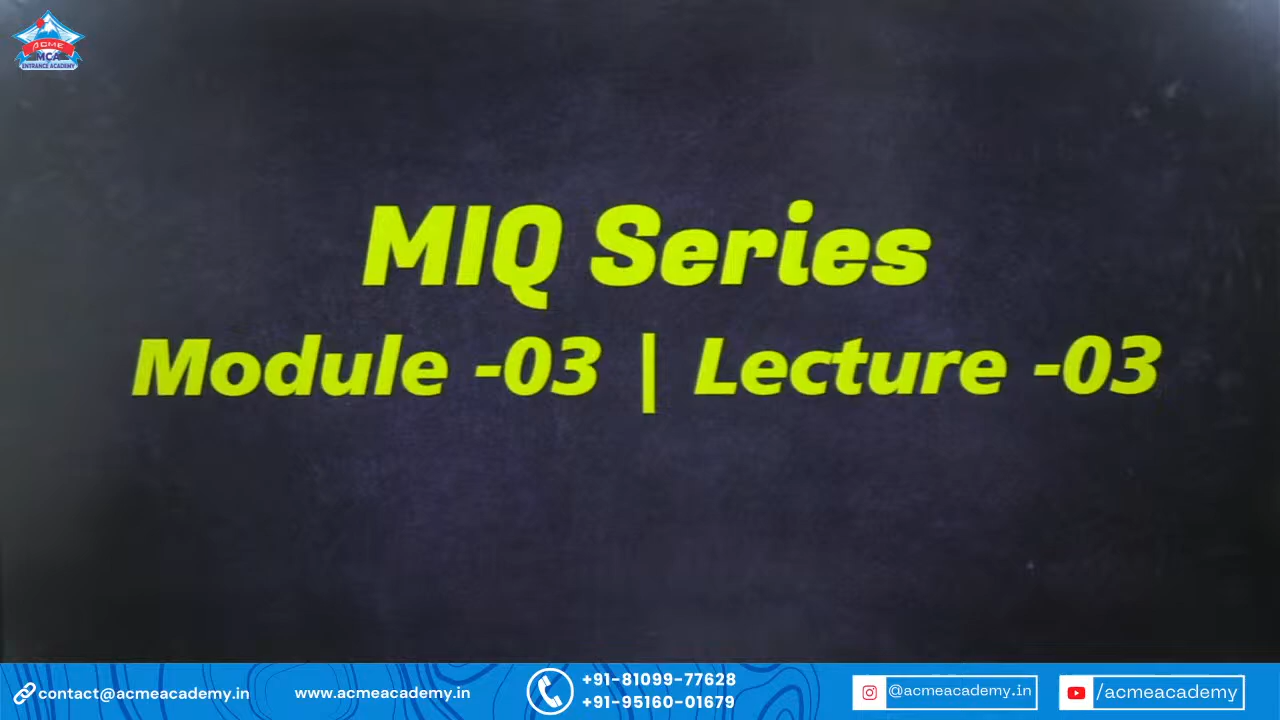 ACME
MCA
ENTRANCE ACADEMY
MIQ Series
Module -03 | Lecture -03
contact@acmeacademy.in
www.acmeacademy.in
+91-81099-77628
+91-95160-01679
@acmeacademy.in
/acmeacademy